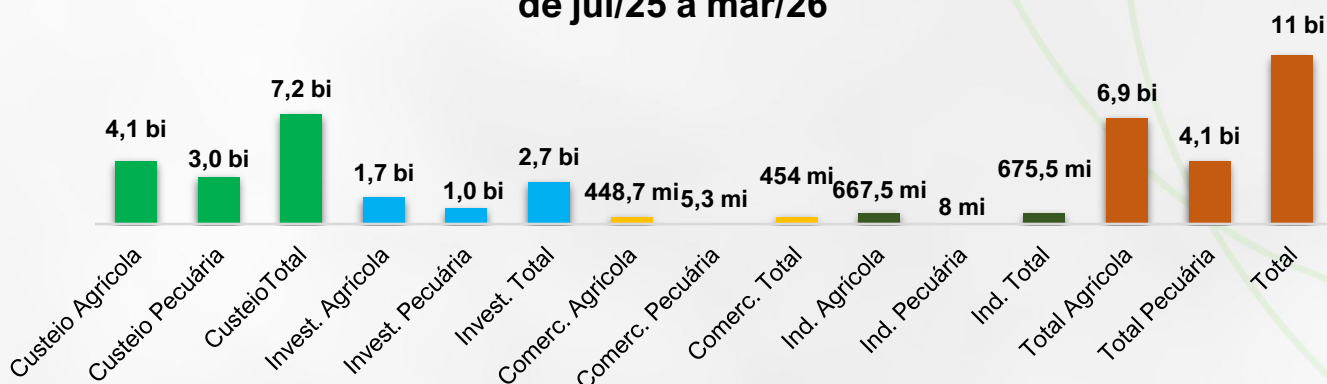 de jul/25 a mar/26
4,1 bi
3,0 bi
7,2 bi
1,7 bi
1,0 bi
2,7 bi
448,7 mi
5,3 mi
454 mi
667,5 mi
8 mi
675,5 mi
6,9 bi
4,1 bi
11 bi
Custeio Agrícola
Custeio Pecuária
CusteioTotal
Invest. Agrícola
Invest. Pecuária
Invest. Total
Comerc. Agrícola
Comerc. Pecuária
Comerc. Total
Ind. Agrícola
Ind. Pecuária
Ind. Total
Total Agrícola
Total Pecuária
Total